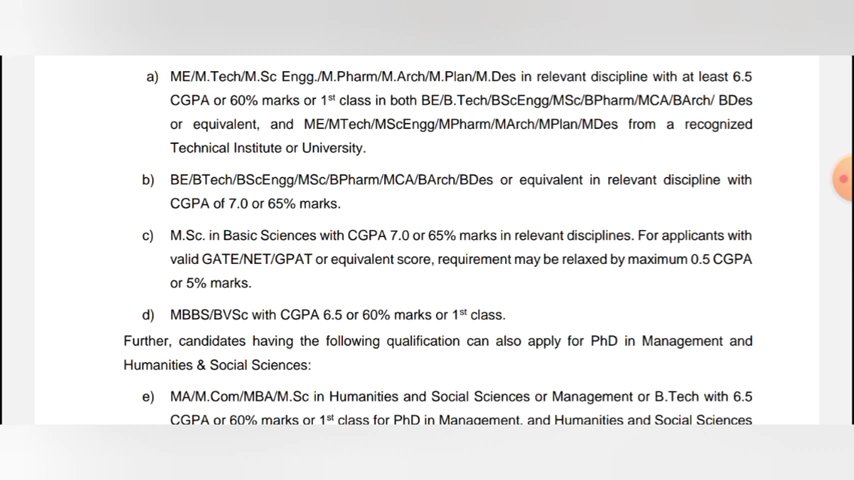 a) ME/M.Tech/M.Sc Engg./M.Pharm/M.Arch/M.Plan/M.Des in relevant discipline with at least 6.5
CGPA or 60% marks or 1st class in both BE/B.Tech/BScEngg/MSc/BPharm/MCA/BArch/ BDes
or equivalent, and ME/MTech/MScEngg/MPharm/MArch/MPlan/MDes from a recognized
Technical Institute or University.
b) BE/BTech/BScEngg/MSc/BPharm/MCA/BArch/BDes or equivalent in relevant discipline with
CGPA of 7.0 or 65% marks.
c) M.Sc. in Basic Sciences with CGPA 7.0 or 65% marks in relevant disciplines. For applicants with
valid GATE/NET/GPAT or equivalent score, requirement may be relaxed by maximum 0.5 CGPA
or 5% marks.
d) MBBS/BVSc with CGPA 6.5 or 60% marks or 1st class.
Further, candidates having the following qualification can also apply for PhD in Management and
Humanities & Social Sciences:
e) MA/M.Com/MBA/M.Sc in Humanities and Social Sciences or Management or B.Tech with 6.5
CGPA or 60% marks or 1st class for PhD in Management, and Humanities and Social Sciences